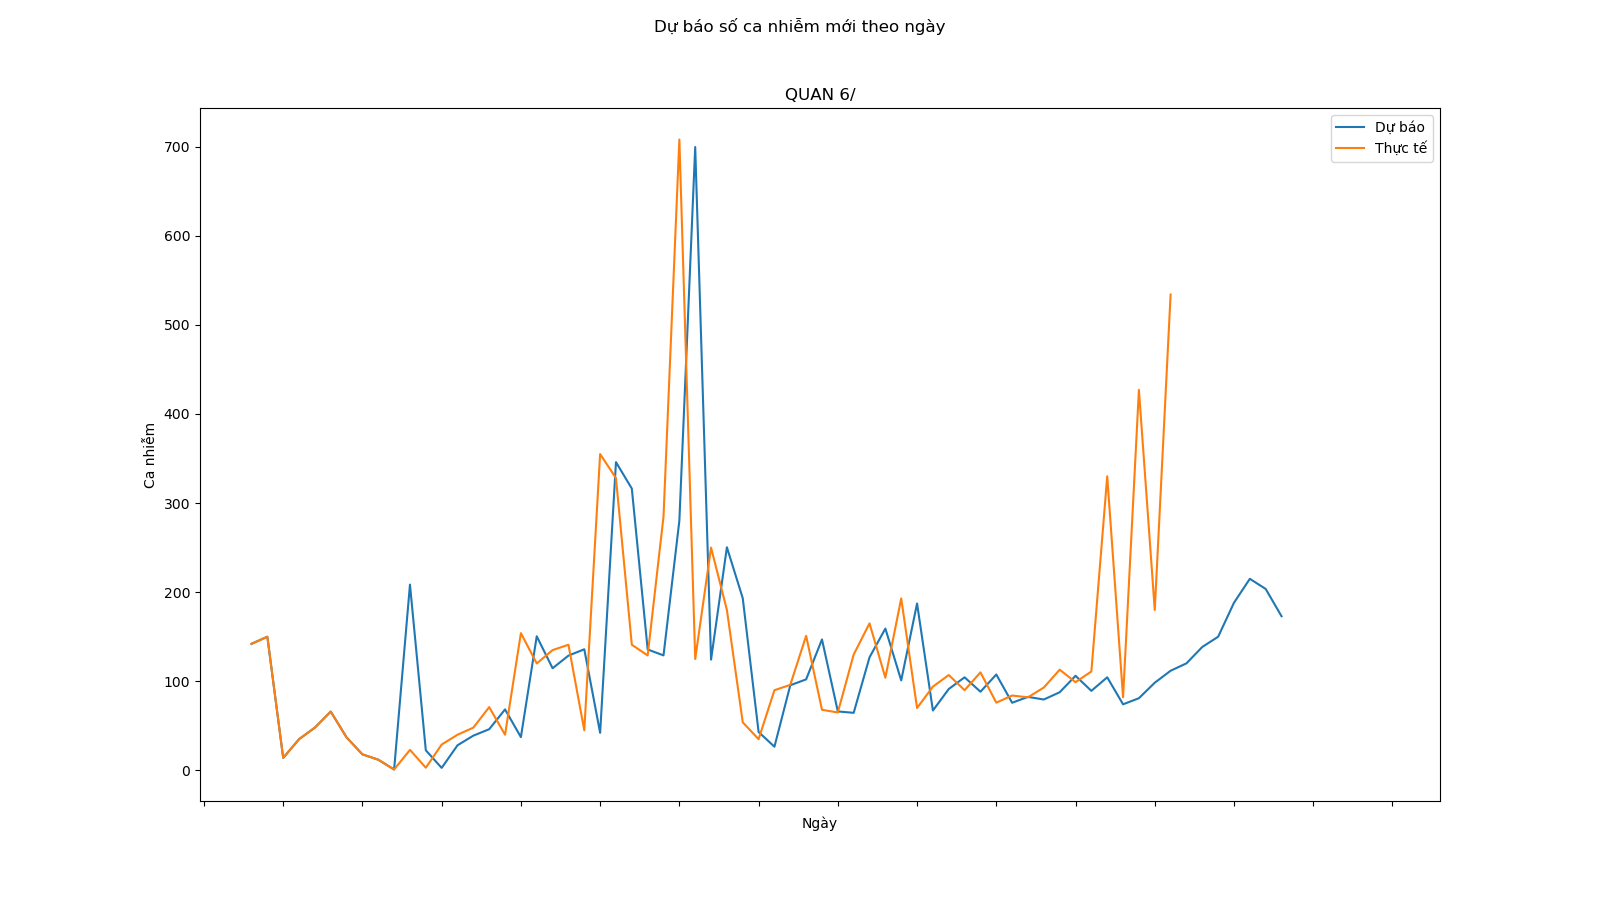 Dự báo số ca nhiễm mới theo ngày
QUAN 6/
Dự báo
Thực tế
700
600
500
400
300
200
100
0
Ca nhiễm
Ngày